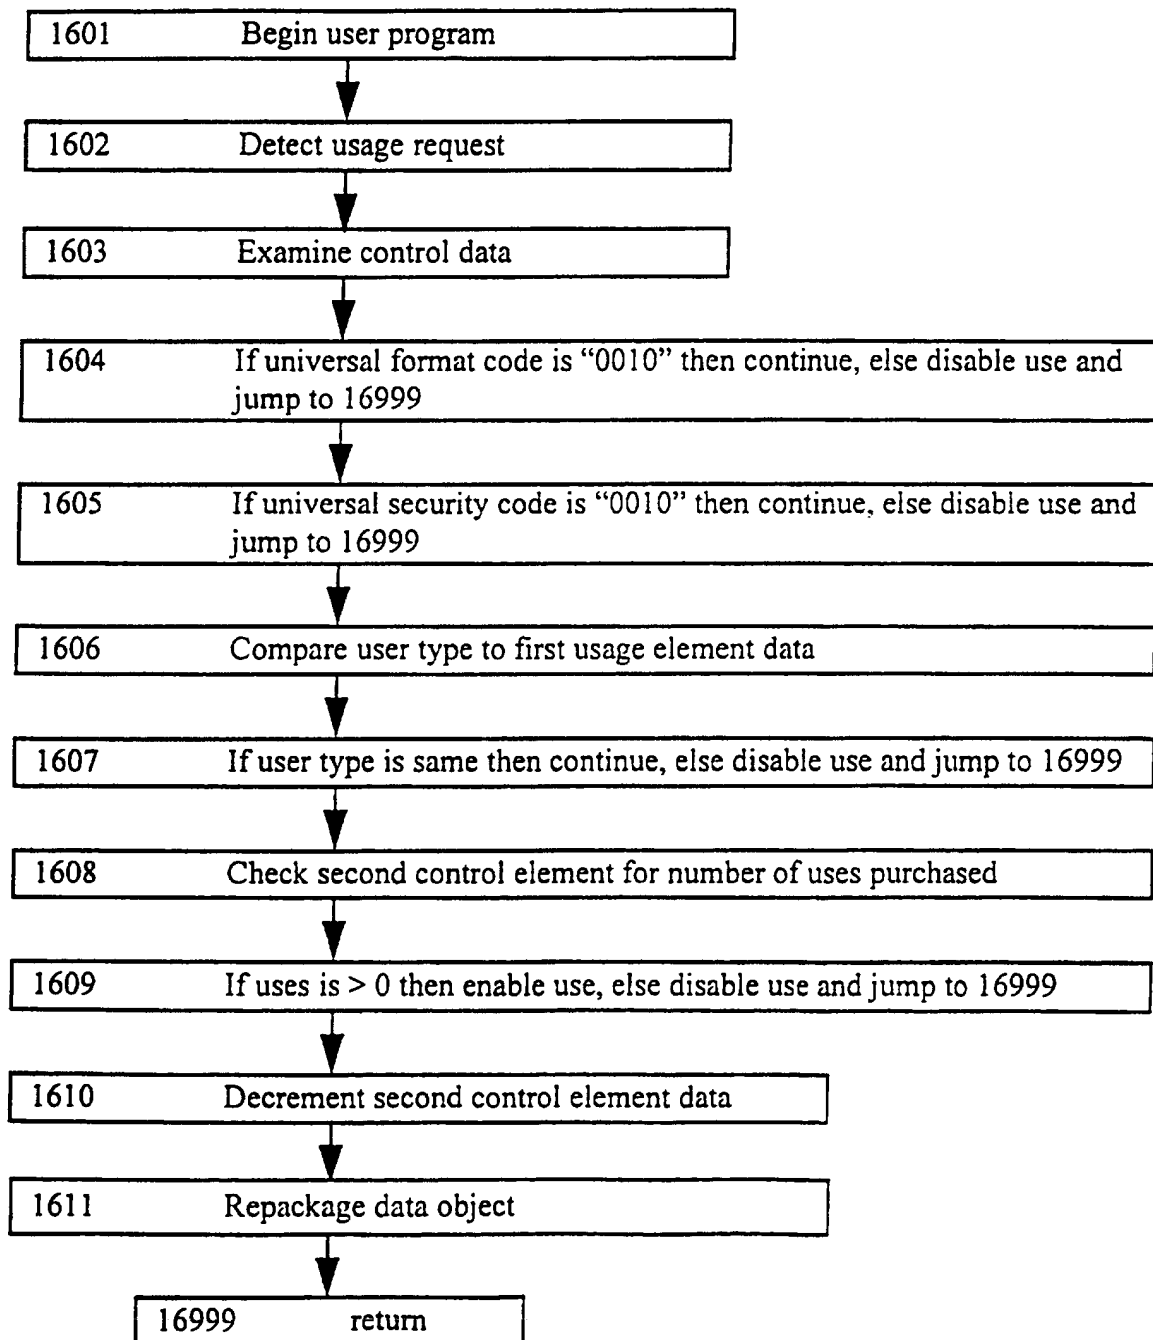 1601 Begin user program
1602 Detect usage request
1603 Examine control data
1604 If universal format code is “0010” then continue, else disable use and
jump to 16999
1605 If universal security code is “0010” then continue, else disable use and
jump to 16999
1606 Compare user type to first usage element data
1607 If user type is same then continue, else disable use and jump to 16999
1608 Check second control element for number of uses purchased
1609 If uses is > 0 then enable use, else disable use and jump to 16999
1610 Decrement second control element data
1611 Repackage data object
16999 return